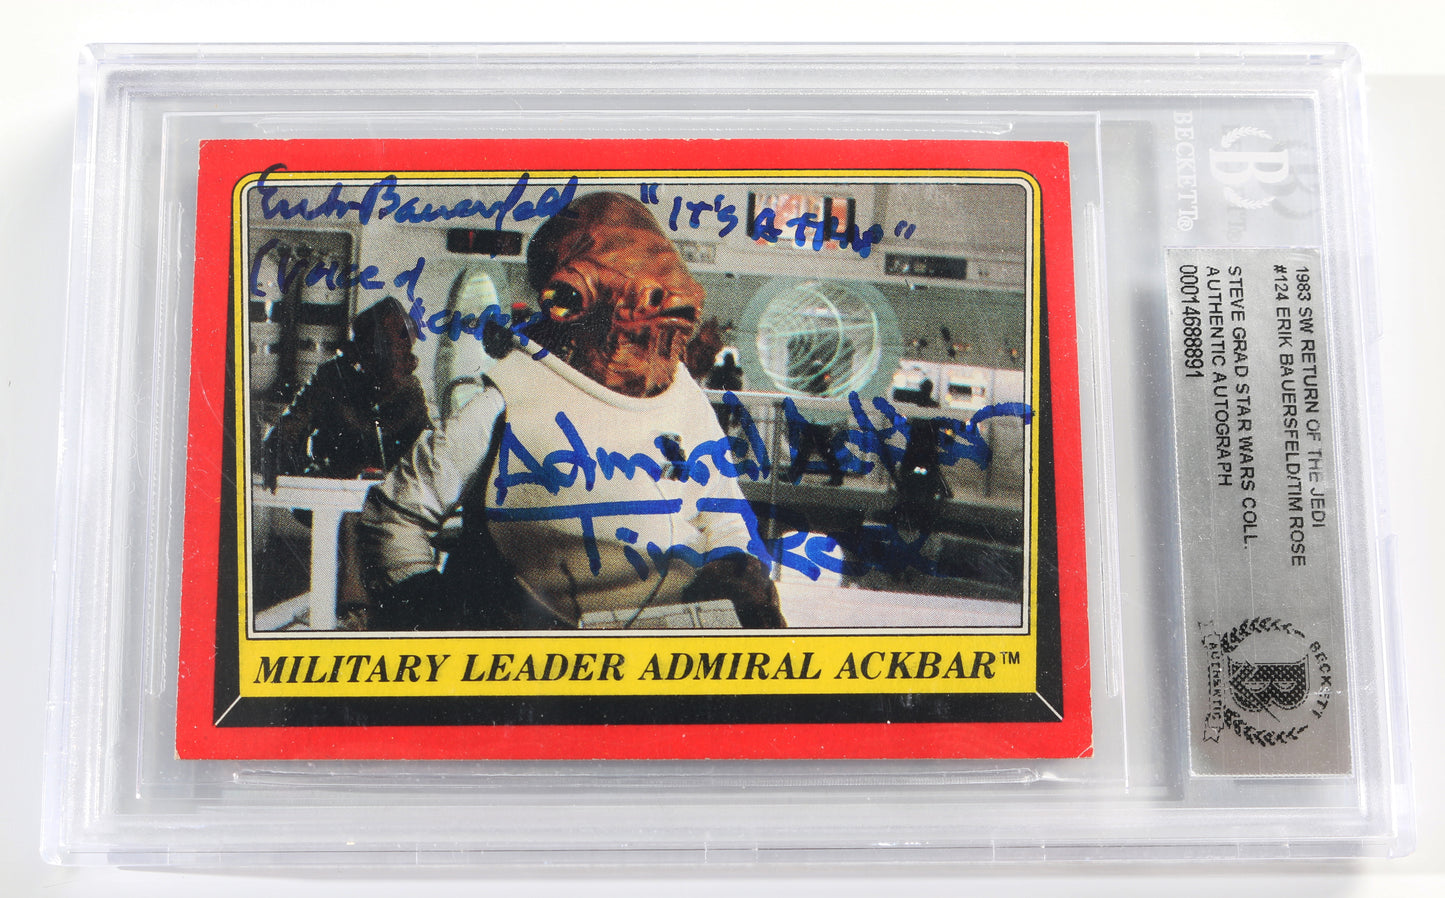 Erik Bauersfeld
"IT'S A TRAP"
(Voice of
Ackbar)
Admiral Ackbar
Tim Rose
MILITARY LEADER ADMIRAL ACKBAR™
BECKETT®
1983 SW RETURN OF THE JEDI
#124 ERIK BAUERSFELD/TIM ROSE
STEVE GRAD STAR WARS COLL.
AUTHENTIC AUTOGRAPH
0001468891
B
BECKETT
AUTHENTIC